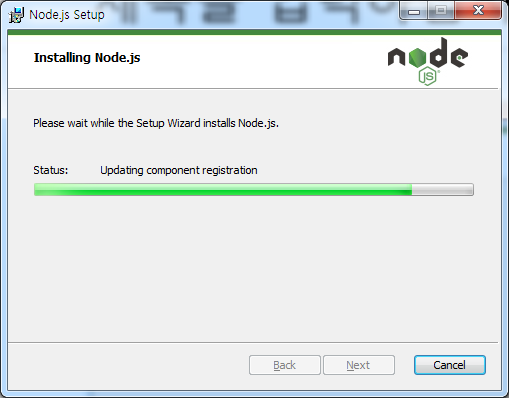 Node.js Setup
Installing Node.js
node
JS
Please wait while the Setup Wizard installs Node.js.
Status: Updating component registration
Back Next Cancel